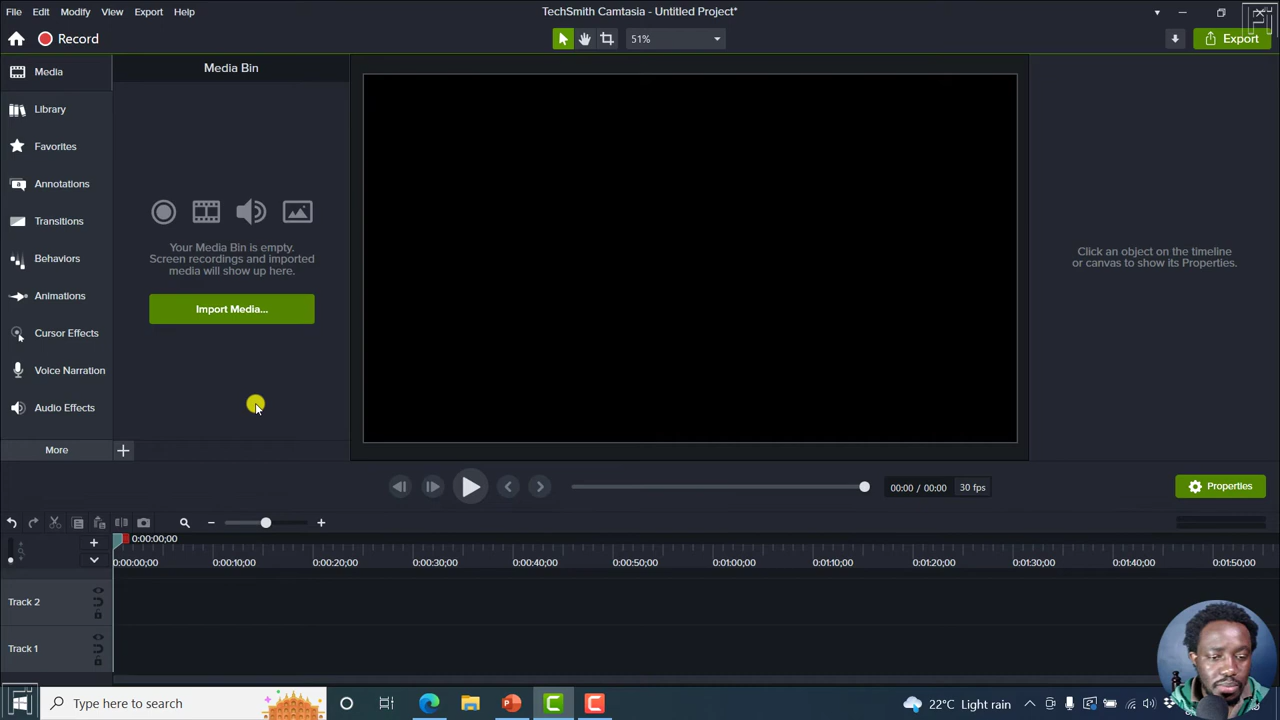 File Edit Modify View Export Help
TechSmith Camtasia - Untitled Project*
Record
51%
Export
Media
Library
Favorites
Annotations
Transitions
Behaviors
Animations
Cursor Effects
Voice Narration
Audio Effects
More
Media Bin
Your Media Bin is empty.
Screen recordings and imported
media will show up here.
Import Media...
Click an object on the timeline
or canvas to show its Properties.
00:00 / 00:00
30 fps
Properties
0:00:00;00
0:00:00;00 0:00:10;00 0:00:20;00 0:00:30;00 0:00:40;00 0:00:50;00 0:01:00;00 0:01:10;00 0:01:20;00 0:01:30;00 0:01:40;00 0:01:50;00
Track 2
Track 1
Type here to search
22°C Light rain